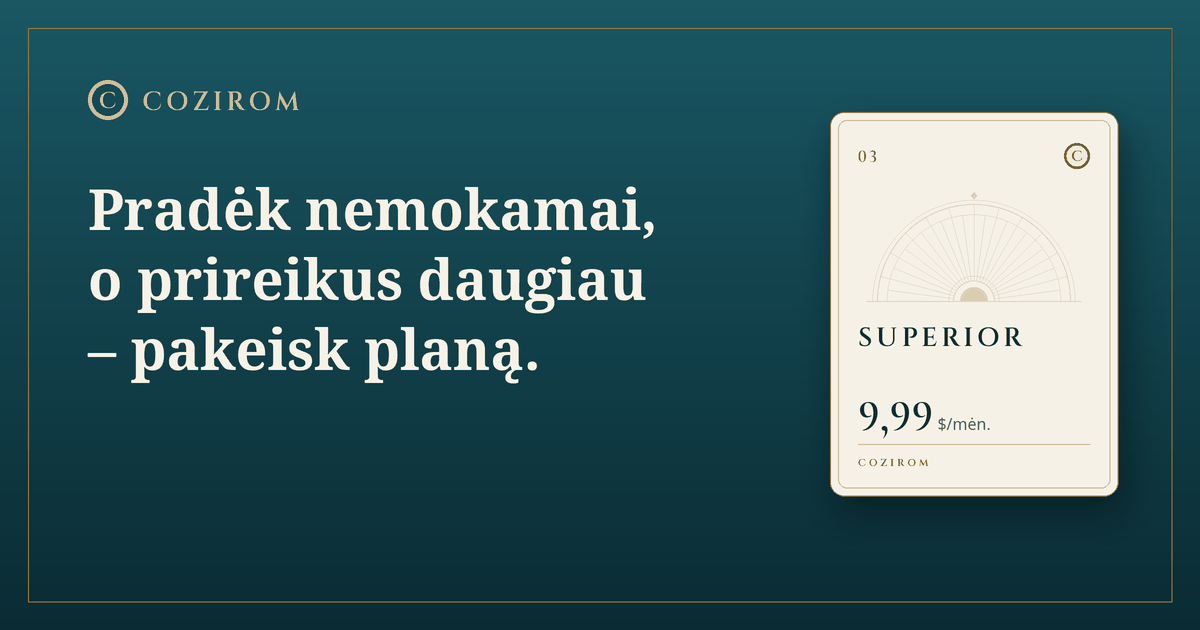 C COZIROM
Pradėk nemokamai,
o prireikus daugiau
– pakeisk planą.
03 C
SUPERIOR
9,99 $/mėn.
COZIROM